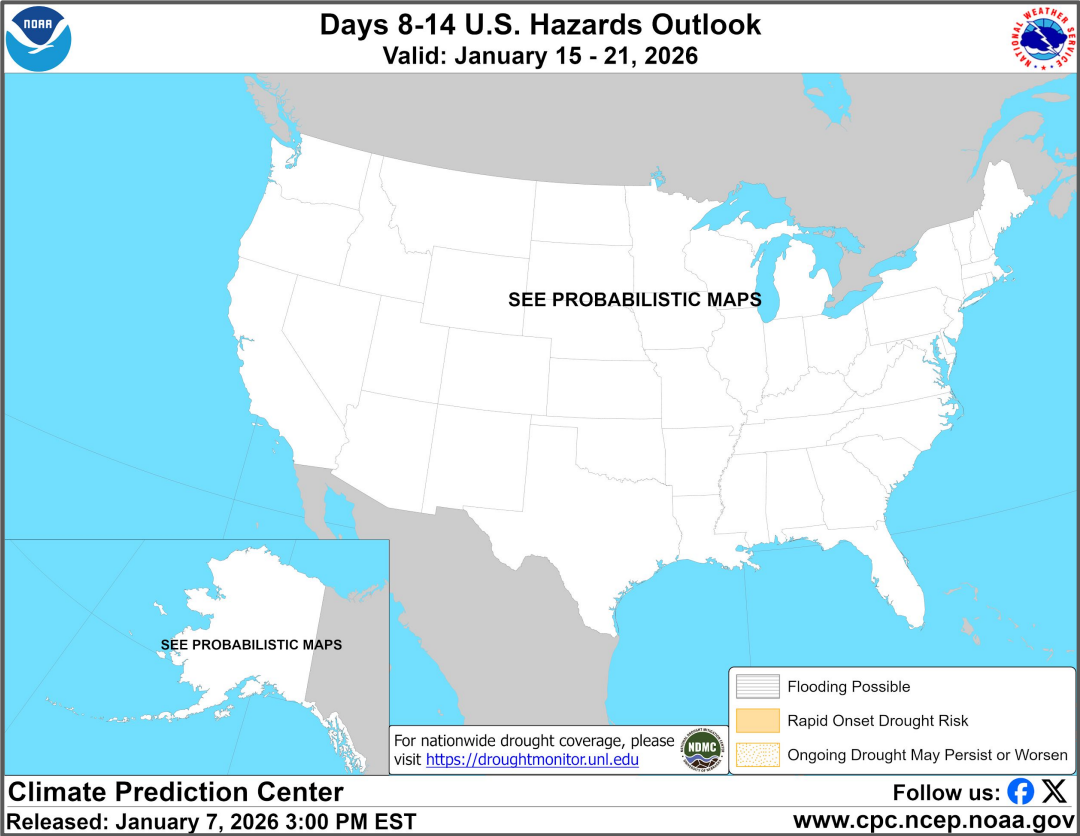 NOAA
Days 8-14 U.S. Hazards Outlook
Valid: January 15 - 21, 2026
NATIONAL WEATHER SERVICE
SEE PROBABILISTIC MAPS
SEE PROBABILISTIC MAPS
Flooding Possible
Rapid Onset Drought Risk
Ongoing Drought May Persist or Worsen
For nationwide drought coverage, please
visit https://droughtmonitor.unl.edu
NDMC
Climate Prediction Center
Released: January 7, 2026 3:00 PM EST
Follow us:
www.cpc.ncep.noaa.gov